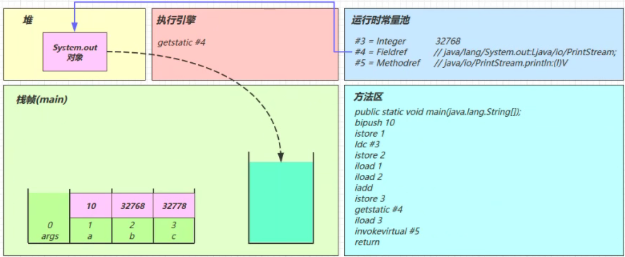 堆
System.out
对象
执行引擎
getstatic #4
运行时常量池
#3 = Integer 32768
#4 = Fieldref // java/lang/System.out:Ljava/io/PrintStream;
#5 = Methodref // java/io/PrintStream.println:(I)V
栈帧(main)
10 32768 32778
0 1 2 3
args a b c
方法区
public static void main(java.lang.String[]);
bipush 10
istore 1
ldc #3
istore 2
iload 1
iload 2
iadd
istore 3
getstatic #4
iload 3
invokevirtual #5
return